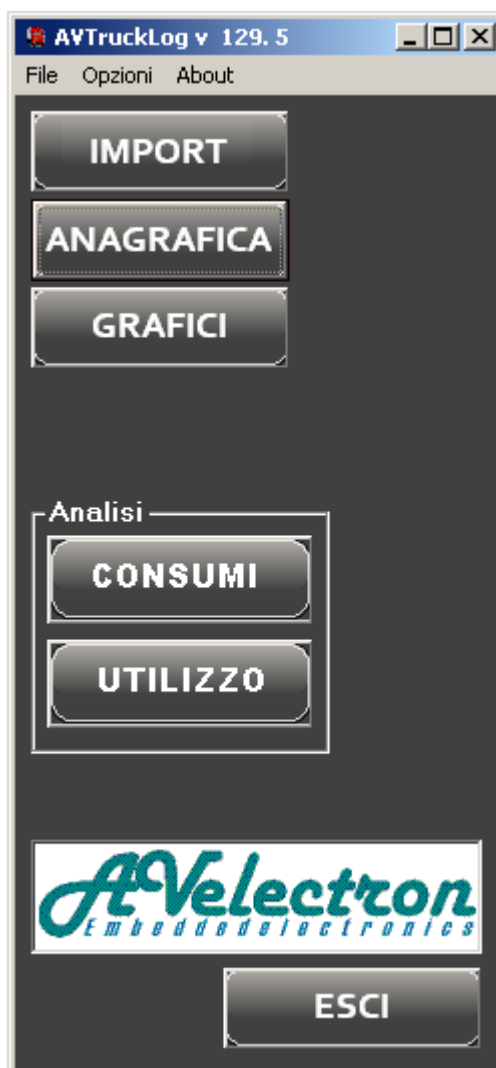 AVTruckLog v 129. 5
File Opzioni About
IMPORT
ANAGRAFICA
GRAFICI
Analisi
CONSUMI
UTILIZZO
AVelectron
Embeddedelectronics
ESCI